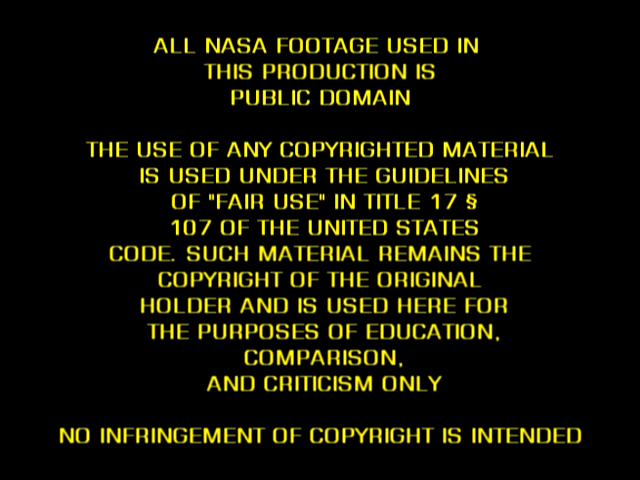 ALL NASA FOOTAGE USED IN
THIS PRODUCTION IS
PUBLIC DOMAIN
THE USE OF ANY COPYRIGHTED MATERIAL
IS USED UNDER THE GUIDELINES
OF "FAIR USE" IN TITLE 17 §
107 OF THE UNITED STATES
CODE. SUCH MATERIAL REMAINS THE
COPYRIGHT OF THE ORIGINAL
HOLDER AND IS USED HERE FOR
THE PURPOSES OF EDUCATION,
COMPARISON,
AND CRITICISM ONLY
NO INFRINGEMENT OF COPYRIGHT IS INTENDED